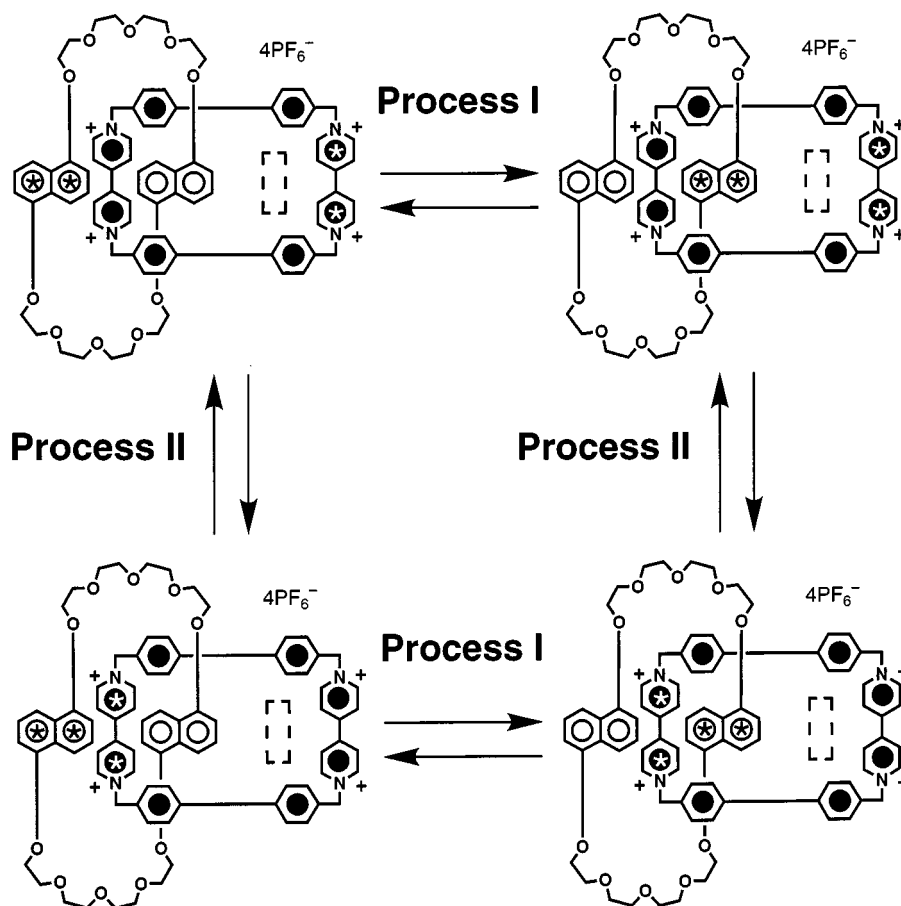 4PF6−
4PF6−
Process I
+ N N +
+ N N +
+ N N +
+ N N +
O O O O O O
O O O O O O
O O O O
O O O O
Process II
Process II
4PF6−
4PF6−
Process I
+ N N +
+ N N +
+ N N +
+ N N
O O O O O O
O O O O O O
O O O O
O O O O